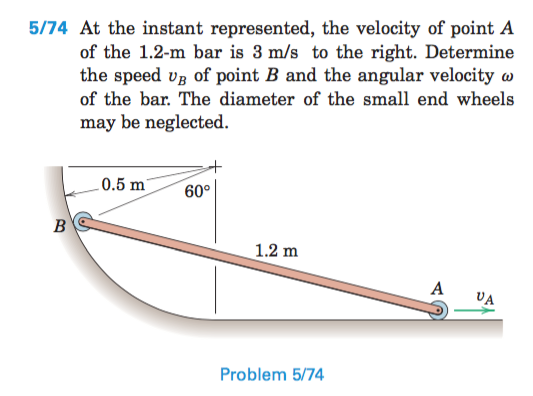 5/74 At the instant represented, the velocity of point A
of the 1.2-m bar is 3 m/s to the right. Determine
the speed v_B of point B and the angular velocity ω
of the bar. The diameter of the small end wheels
may be neglected.
0.5 m
60°
B
1.2 m
A
v_A
Problem 5/74